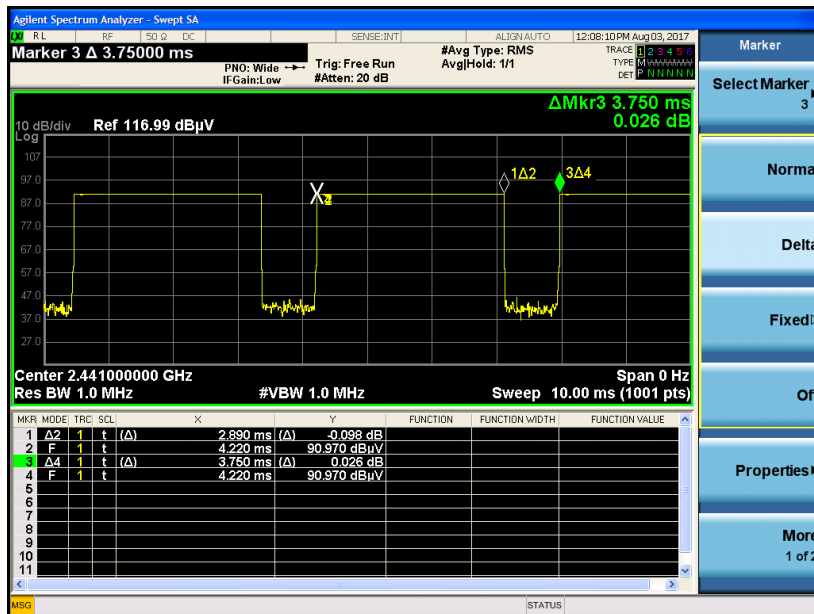 Agilent Spectrum Analyzer - Swept SA
LXI RL RF 50 Ω DC SENSE:INT ALIGN AUTO 12:08:10 PM Aug 03, 2017
Marker 3 Δ 3.75000 ms
PNO: Wide Trig: Free Run #Avg Type: RMS TRACE 1 2 3 4 5 6
IFGain:Low #Atten: 20 dB Avg|Hold: 1/1 TYPE M WWWWW
DET P N N N N N
ΔMkr3 3.750 ms
0.026 dB
10 dB/div Ref 116.99 dBµV
Log
107
97.0
87.0
77.0
67.0
57.0
47.0
37.0
27.0
1Δ2 3Δ4
Center 2.441000000 GHz Span 0 Hz
Res BW 1.0 MHz #VBW 1.0 MHz Sweep 10.00 ms (1001 pts)
MKR MODE TRC SCL X Y FUNCTION FUNCTION WIDTH FUNCTION VALUE
1 Δ2 1 t (Δ) 2.890 ms (Δ) -0.098 dB
2 F 1 t 4.220 ms 90.970 dBµV
3 Δ4 1 t (Δ) 3.750 ms (Δ) 0.026 dB
4 F 1 t 4.220 ms 90.970 dBµV
5
6
7
8
9
10
11
MSG STATUS
Marker
Select Marker
3
Norma
Delta
Fixed
Of
Properties
More
1 of 2